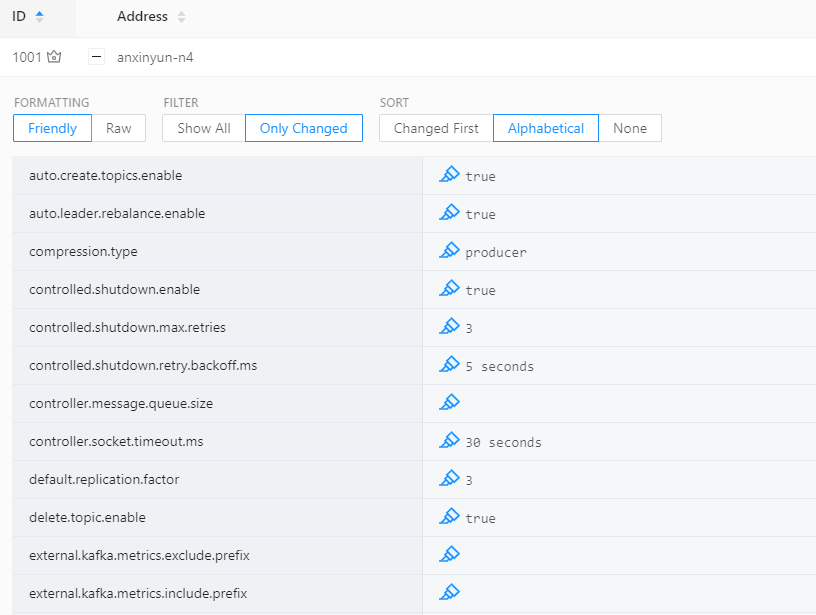 ID Address
1001 anxinyun-n4
FORMATTING FILTER SORT
Friendly Raw Show All Only Changed Changed First Alphabetical None
auto.create.topics.enable true
auto.leader.rebalance.enable true
compression.type producer
controlled.shutdown.enable true
controlled.shutdown.max.retries 3
controlled.shutdown.retry.backoff.ms 5 seconds
controller.message.queue.size
controller.socket.timeout.ms 30 seconds
default.replication.factor 3
delete.topic.enable true
external.kafka.metrics.exclude.prefix
external.kafka.metrics.include.prefix